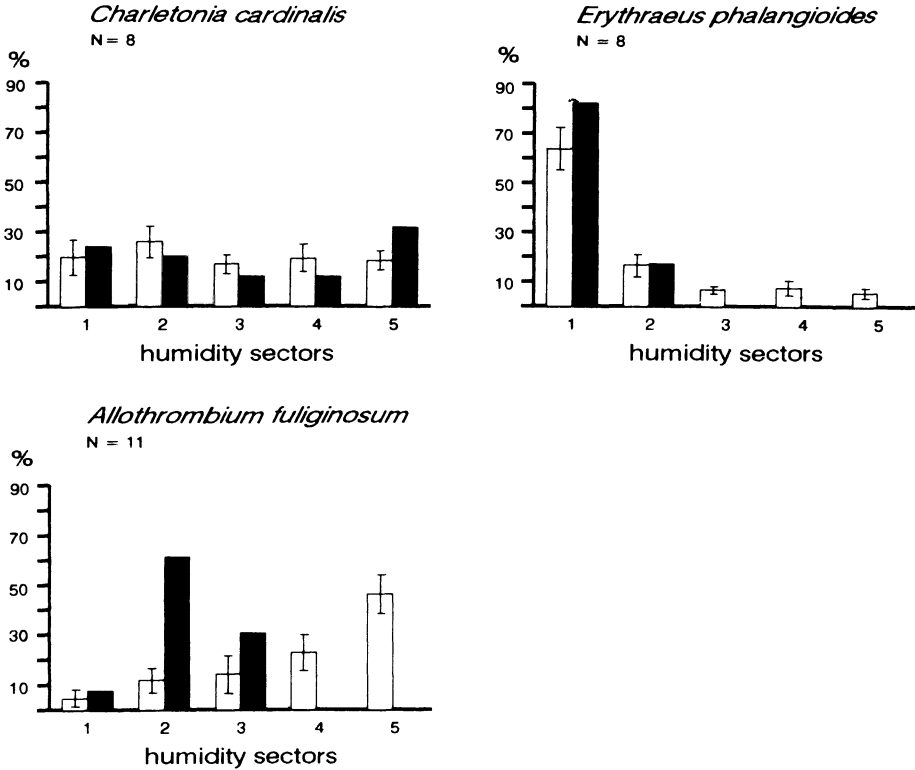 Charletonia cardinalis
N = 8
%
90
70
50
30
10
1 2 3 4 5
humidity sectors
Erythraeus phalangioides
N = 8
%
90
70
50
30
10
1 2 3 4 5
humidity sectors
Allothrombium fuliginosum
N = 11
%
90
70
50
30
10
1 2 3 4 5
humidity sectors